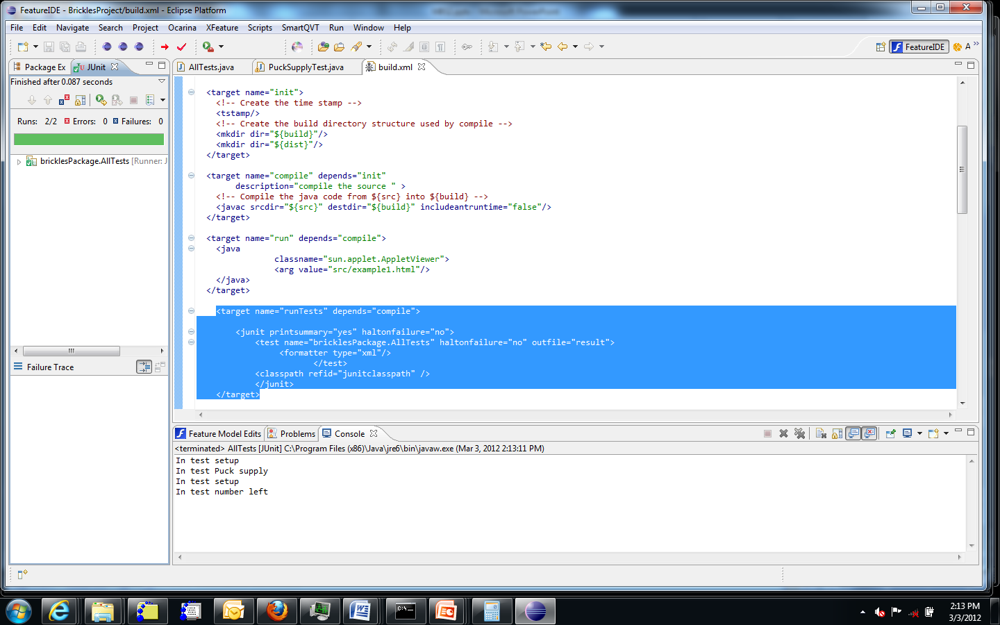 FeatureIDE - BricklesProject/build.xml - Eclipse Platform
File Edit Navigate Search Project Ocarina XFeature Scripts SmartQVT Run Window Help
FeatureIDE A
Package Ex JUnit
AllTests.java PuckSupplyTest.java build.xml
Finished after 0.087 seconds
Runs: 2/2 Errors: 0 Failures: 0
bricklesPackage.AllTests [Runner: J
Failure Trace
<target name="init">
<!-- Create the time stamp -->
<tstamp/>
<!-- Create the build directory structure used by compile -->
<mkdir dir="${build}"/>
<mkdir dir="${dist}"/>
</target>
<target name="compile" depends="init"
description="compile the source " >
<!-- Compile the java code from ${src} into ${build} -->
<javac srcdir="${src}" destdir="${build}" includeantruntime="false"/>
</target>
<target name="run" depends="compile">
<java
classname="sun.applet.AppletViewer">
<arg value="src/example1.html"/>
</java>
</target>
<target name="runTests" depends="compile">
<junit printsummary="yes" haltonfailure="no">
<test name="bricklesPackage.AllTests" haltonfailure="no" outfile="result">
<formatter type="xml"/>
</test>
<classpath refid="junitclasspath" />
</junit>
</target>
Feature Model Edits Problems Console
<terminated> AllTests [JUnit] C:\Program Files (x86)\Java\jre6\bin\javaw.exe (Mar 3, 2012 2:13:11 PM)
In test setup
In test Puck supply
In test setup
In test number left
2:13 PM
3/3/2012